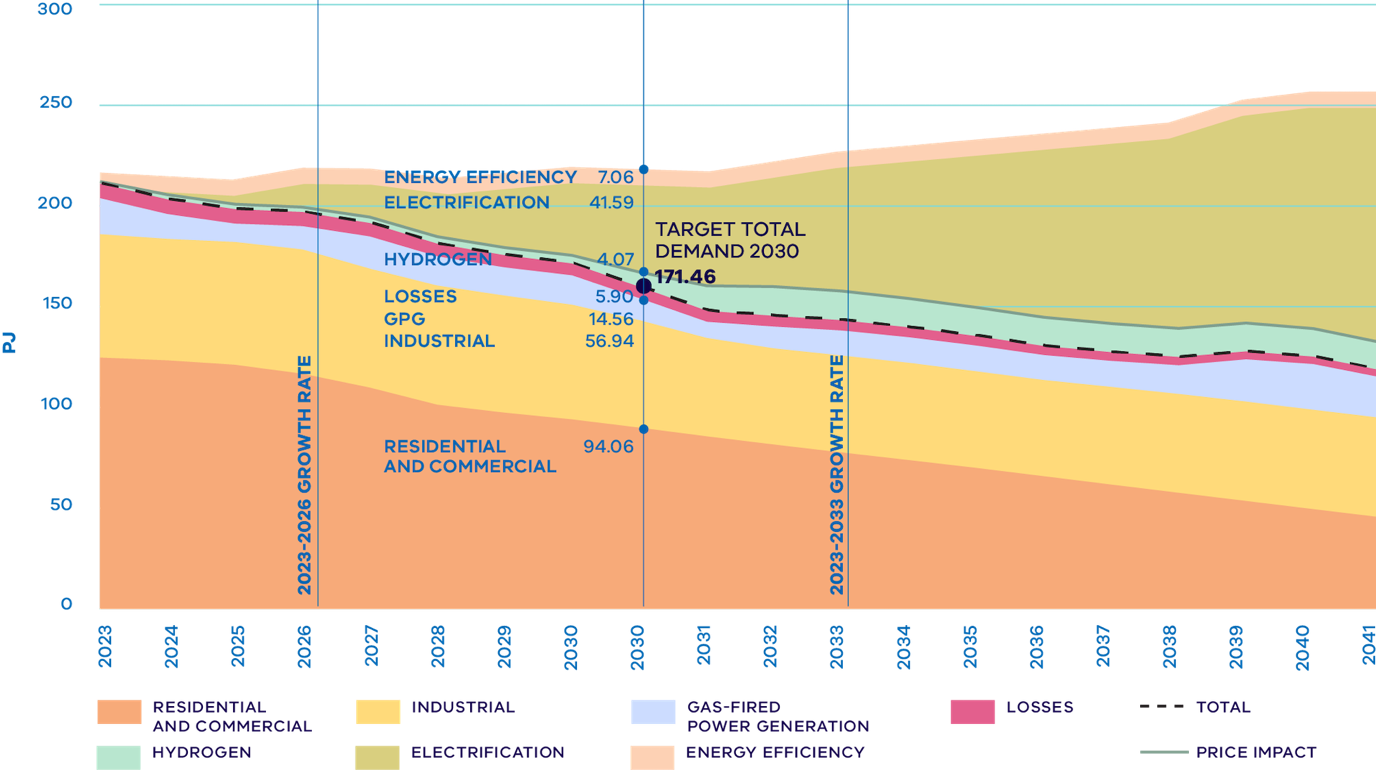 300
250
200
150
100
50
0
PJ
ENERGY EFFICIENCY 7.06
ELECTRIFICATION 41.59
HYDROGEN 4.07
LOSSES 5.90
GPG 14.56
INDUSTRIAL 56.94
RESIDENTIAL 94.06
AND COMMERCIAL
TARGET TOTAL
DEMAND 2030
171.46
2023-2026 GROWTH RATE
2023-2033 GROWTH RATE
2023 2024 2025 2026 2027 2028 2029 2030 2030 2031 2032 2033 2034 2035 2036 2037 2038 2039 2040 2041
RESIDENTIAL
AND COMMERCIAL
INDUSTRIAL
GAS-FIRED
POWER GENERATION
LOSSES
TOTAL
HYDROGEN
ELECTRIFICATION
ENERGY EFFICIENCY
PRICE IMPACT